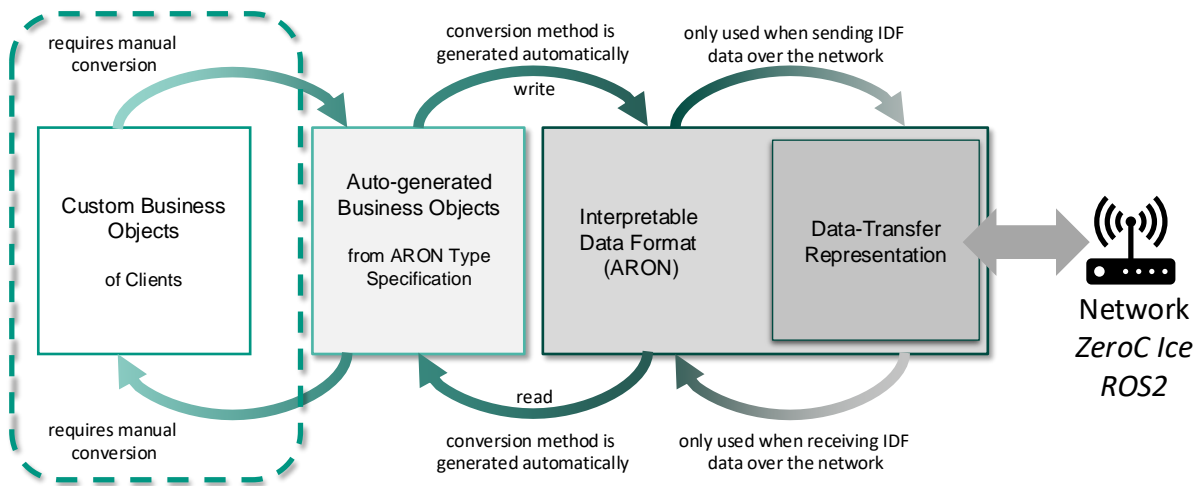 requires manual
conversion
conversion method is
generated automatically
write
only used when sending IDF
data over the network
Custom Business
Objects
of Clients
Auto-generated
Business Objects
from ARON Type
Specification
Interpretable
Data Format
(ARON)
Data-Transfer
Representation
Network
ZeroC Ice
ROS2
requires manual
conversion
read
conversion method is
generated automatically
only used when receiving IDF
data over the network